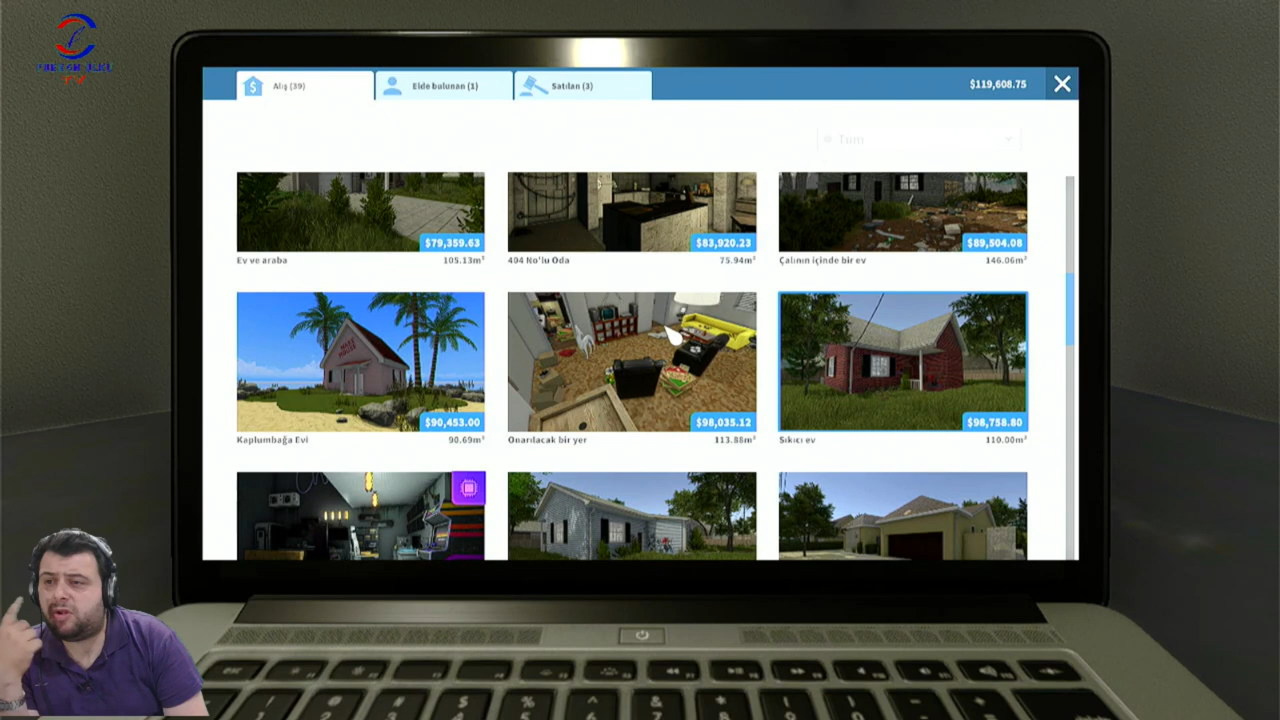 Alış (39)
Elde bulunan (1)
Satılan (3)
$119,608.75
Tüm
$79,359.63
$83,920.23
$89,504.08
Ev ve araba
105.13m²
404 No'lu Oda
75.94m²
Çalının içinde bir ev
146.06m²
$90,453.00
$98,035.12
$98,758.80
Kaplumbağa Evi
90.69m²
Onarılacak bir yer
113.88m²
Sıkıcı ev
110.00m²